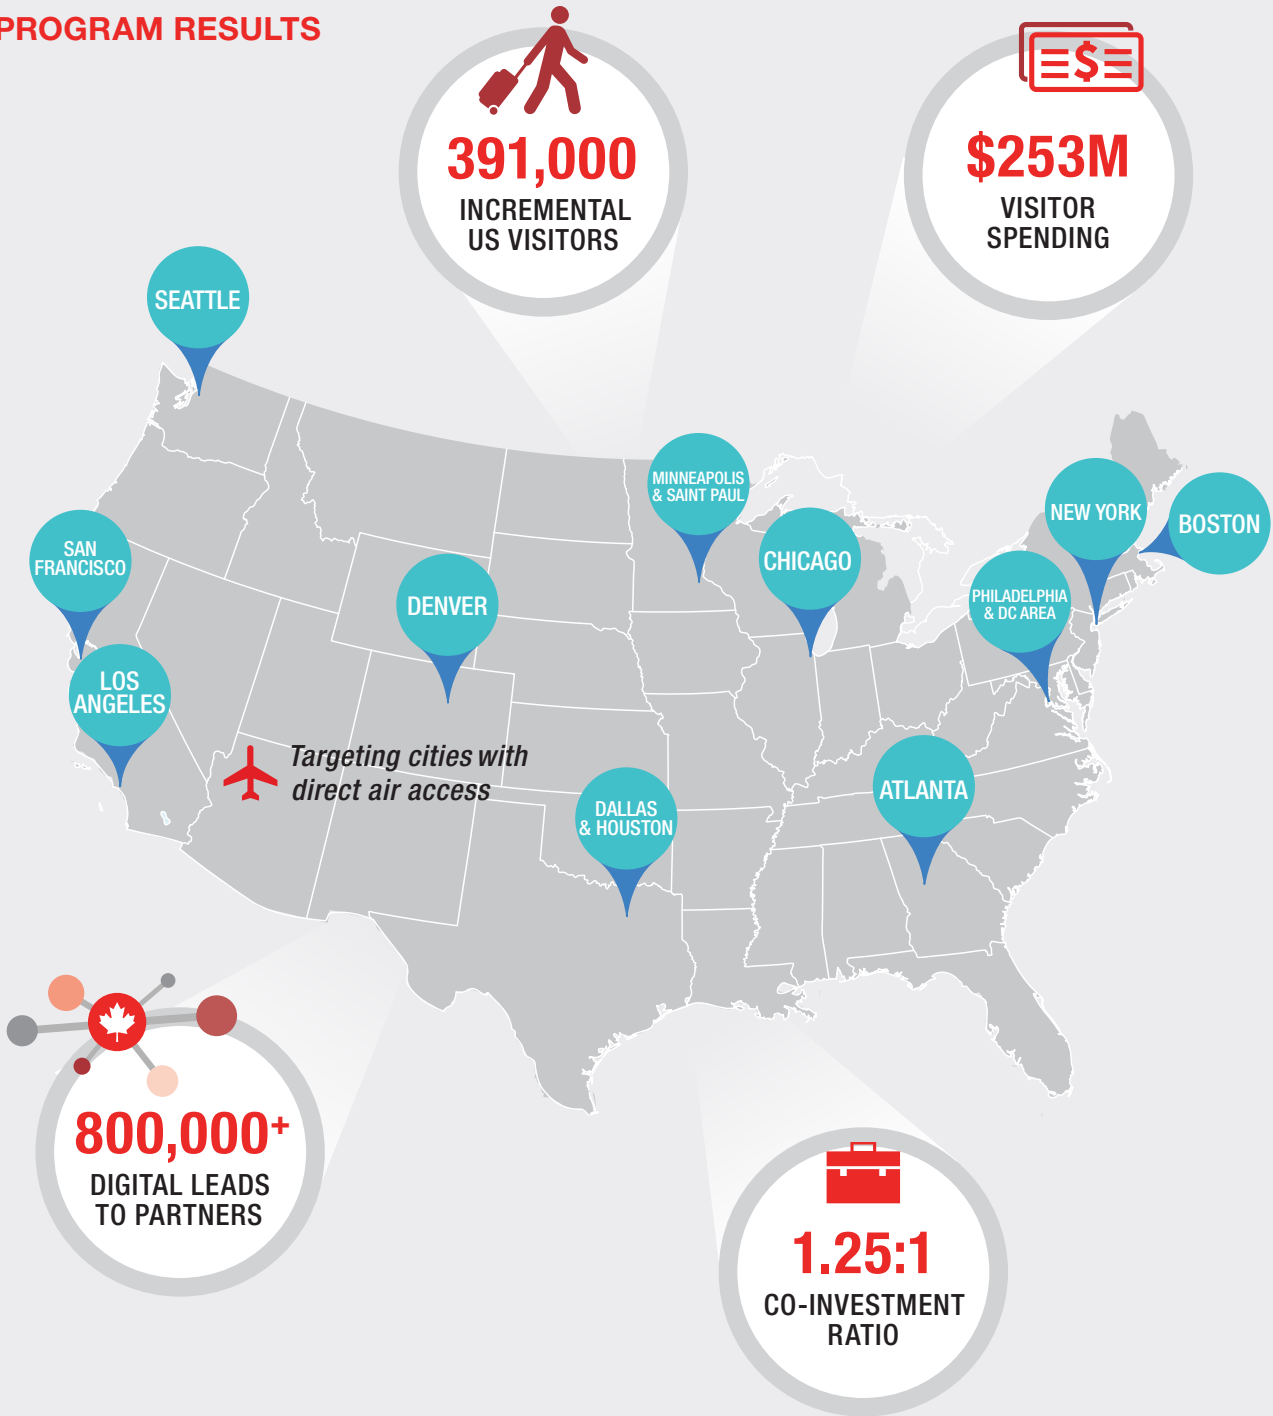 PROGRAM RESULTS
391,000
INCREMENTAL
US VISITORS
$253M
VISITOR
SPENDING
SEATTLE
MINNEAPOLIS
& SAINT PAUL
NEW YORK
BOSTON
SAN
FRANCISCO
CHICAGO
DENVER
PHILADELPHIA
& DC AREA
LOS
ANGELES
Targeting cities with
direct air access
DALLAS
& HOUSTON
ATLANTA
800,000+
DIGITAL LEADS
TO PARTNERS
1.25:1
CO-INVESTMENT
RATIO